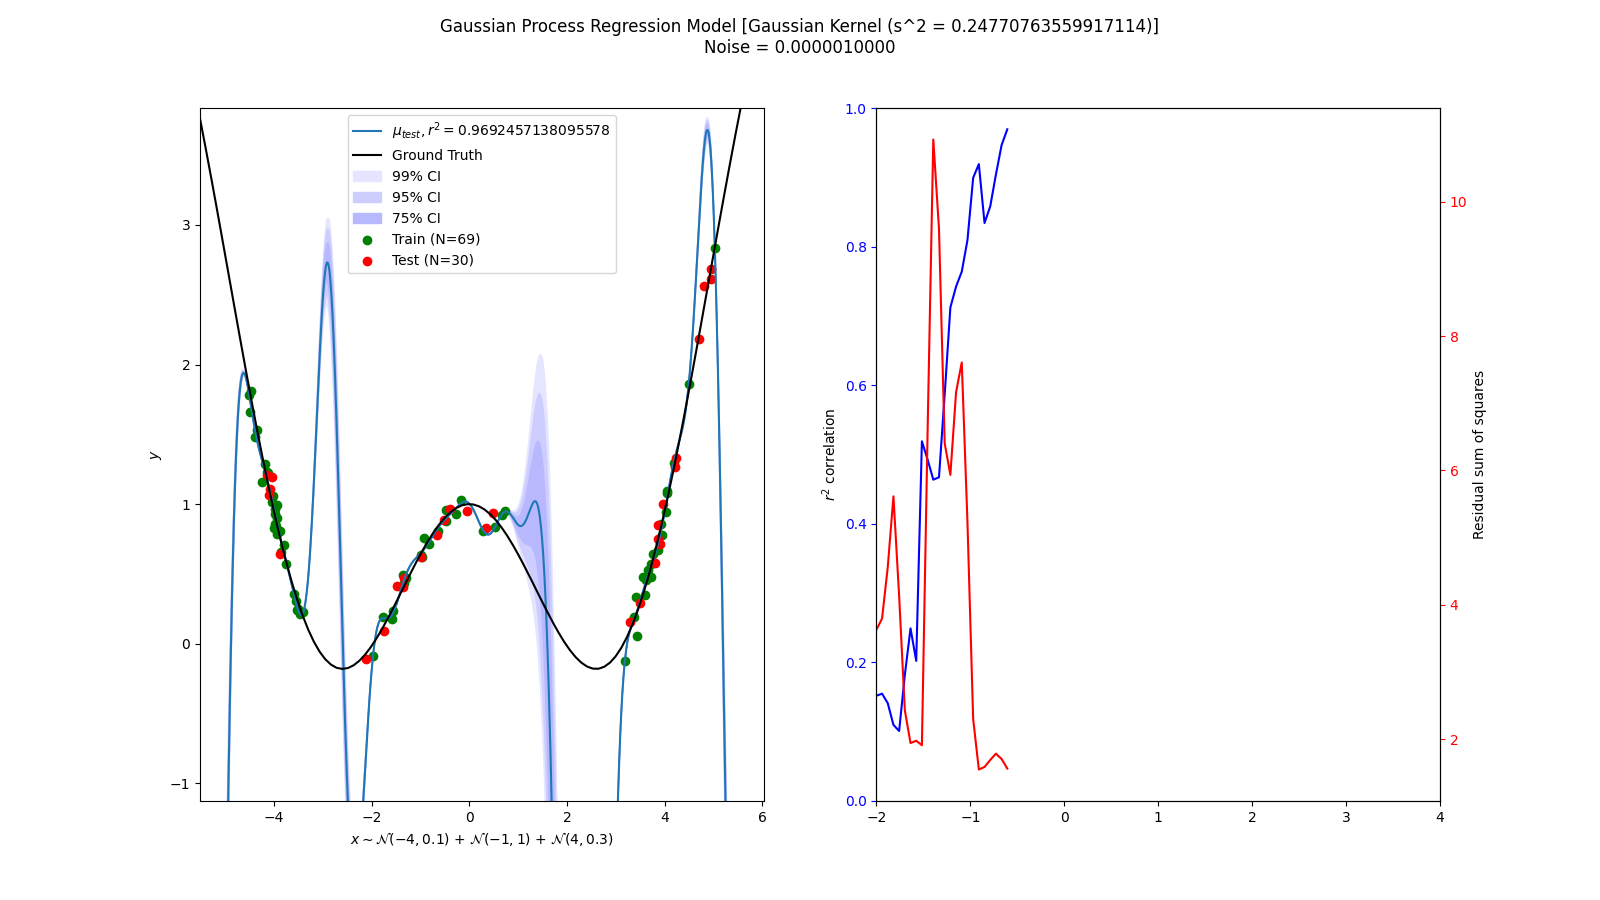 Gaussian Process Regression Model [Gaussian Kernel (s^2 = 0.24770763559917114)]
Noise = 0.0000010000
μtest, r² = 0.9692457138095578
Ground Truth
99% CI
95% CI
75% CI
Train (N=69)
Test (N=30)
3
2
1
0
−1
y
−4
−2
0
2
4
6
x ∼ 𝒩(−4, 0.1) + 𝒩(−1, 1) + 𝒩(4, 0.3)
1.0
0.8
0.6
0.4
0.2
0.0
r² correlation
−2
−1
0
1
2
3
4
10
8
6
4
2
Residual sum of squares